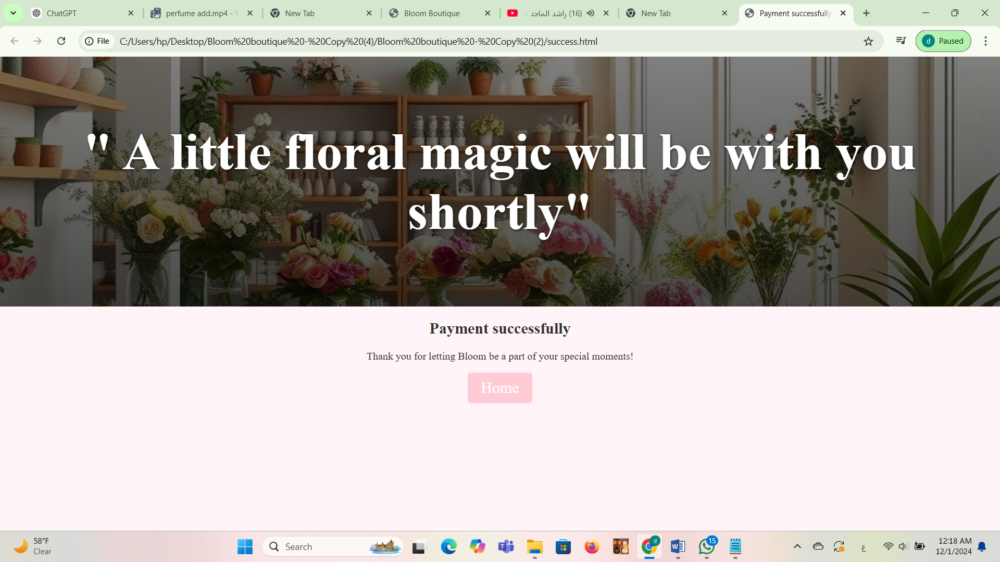 ChatGPT
perfume add.mp4 - V
New Tab
Bloom Boutique
(16) راشد الماجد -
New Tab
Payment successfully
File
C:/Users/hp/Desktop/Bloom%20boutique%20-%20Copy%20(4)/Bloom%20boutique%20-%20Copy%20(2)/success.html
d
Paused
" A little floral magic will be with you
shortly"
Payment successfully
Thank you for letting Bloom be a part of your special moments!
Home
58°F
Clear
Search
d
15
ع
12:18 AM
12/1/2024